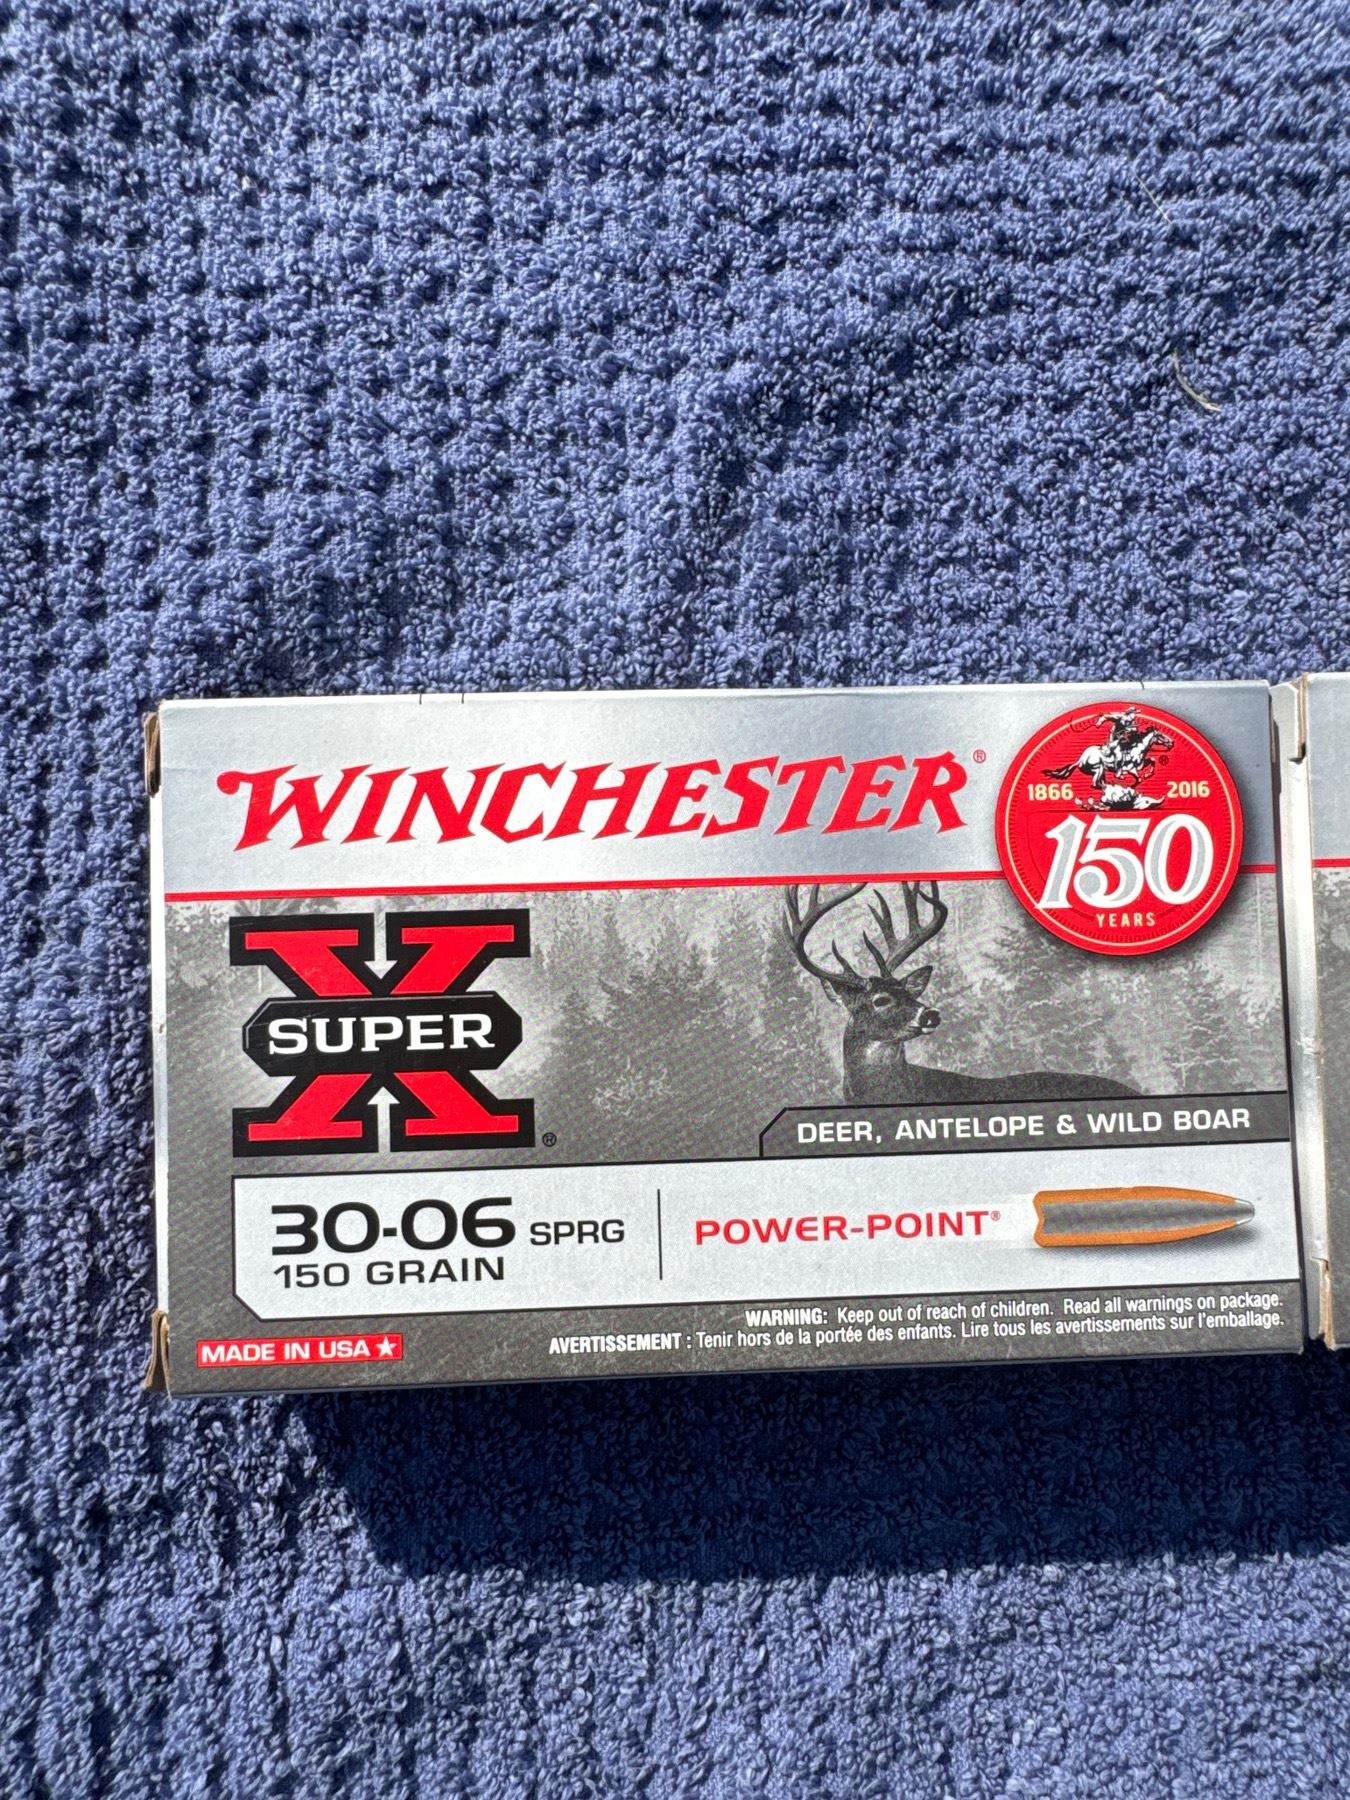 WINCHESTER®
1866 2016
150
YEARS
X
SUPER
®
DEER, ANTELOPE & WILD BOAR
30-06 SPRG
150 GRAIN
POWER-POINT®
WARNING: Keep out of reach of children. Read all warnings on package.
AVERTISSEMENT : Tenir hors de la portée des enfants. Lire tous les avertissements sur l'emballage.
MADE IN USA